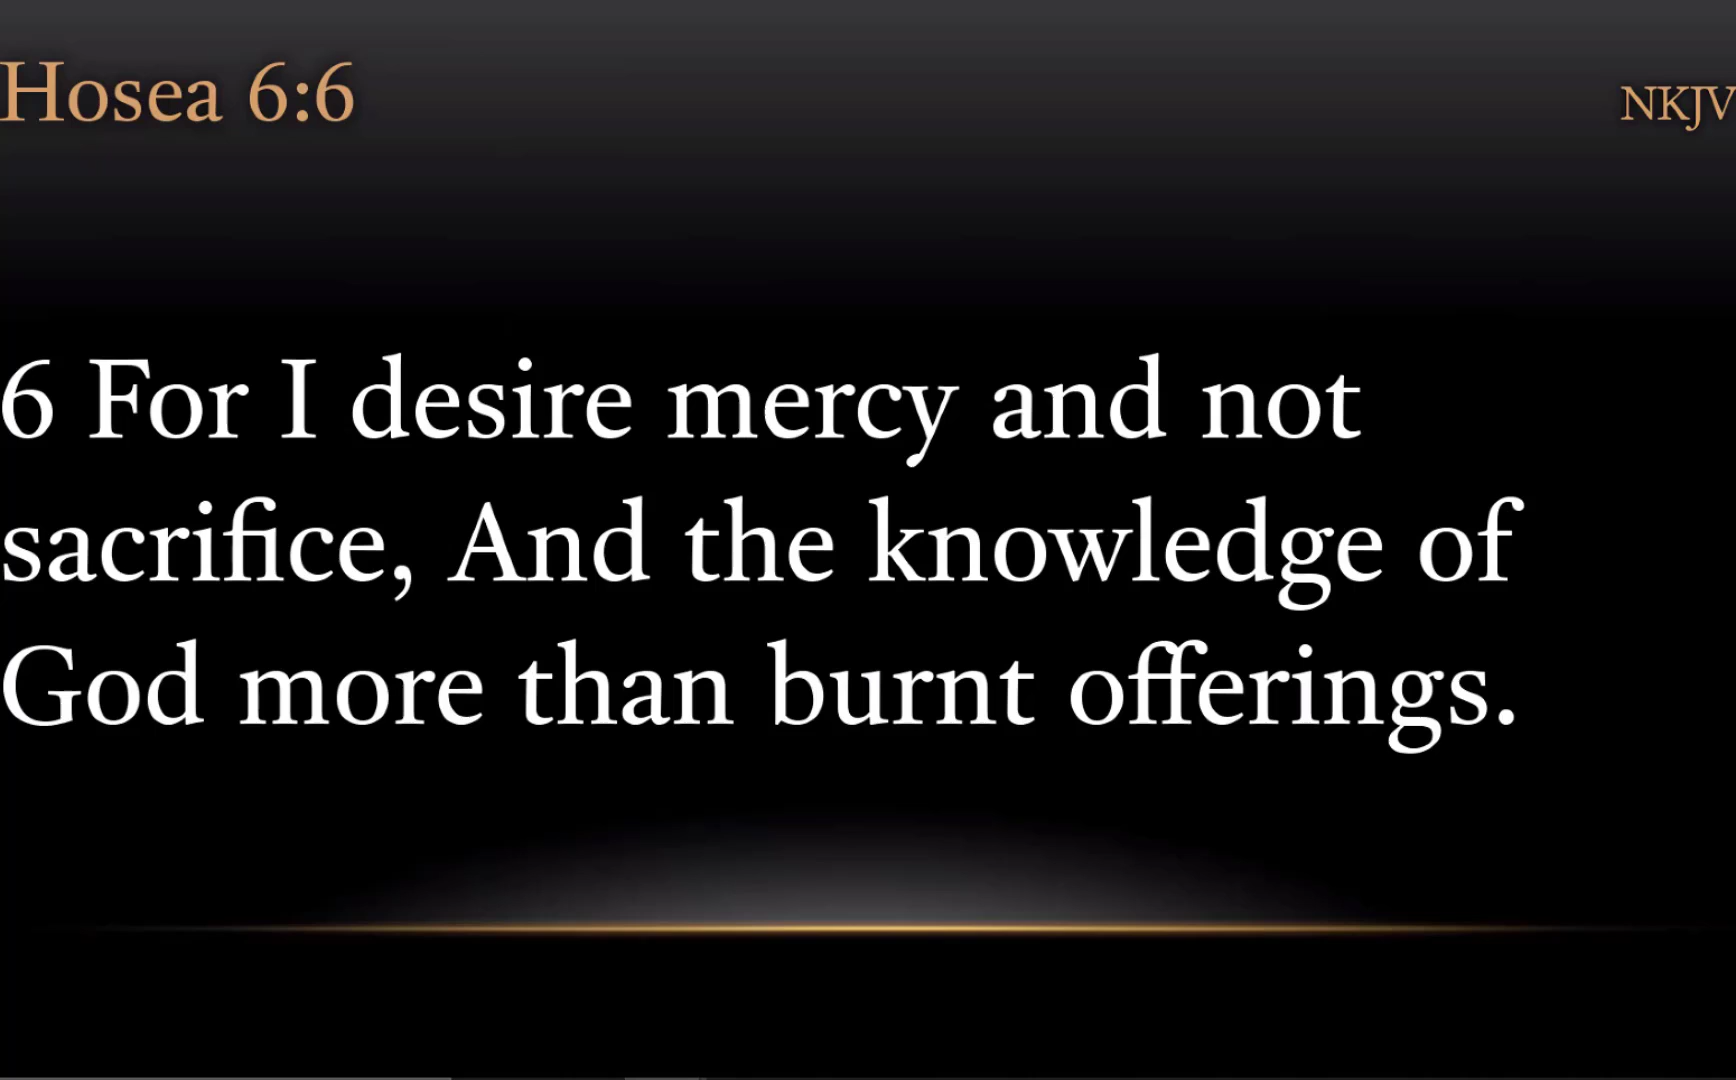 Hosea 6:6
NKJV
6 For I desire mercy and not
sacrifice, And the knowledge of
God more than burnt offerings.